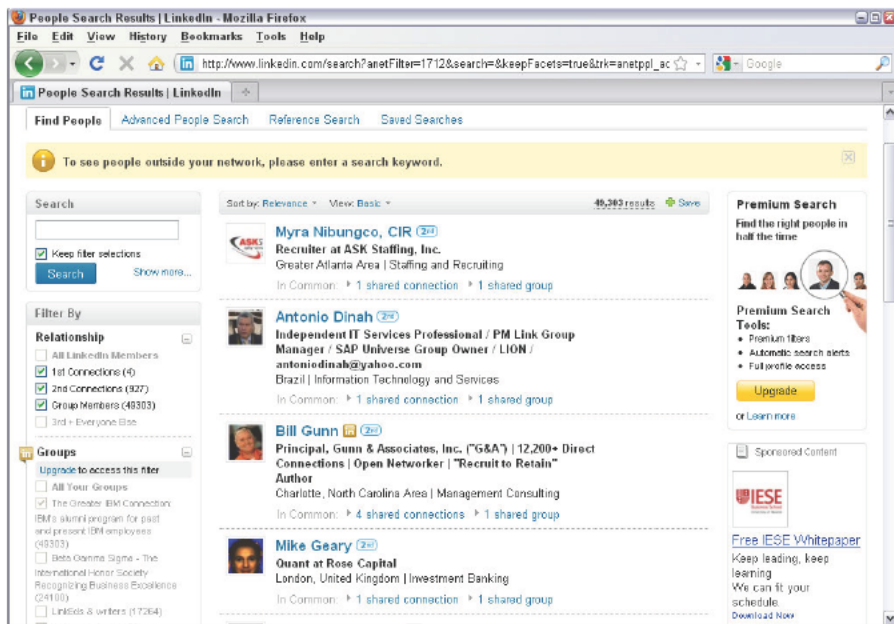 People Search Results | LinkedIn - Mozilla Firefox
File Edit View History Bookmarks Tools Help
http://www.linkedin.com/search?anetFilter=1712&search=&keepFacets=true&trk=anetppl_ac
Google
People Search Results | LinkedIn
Find People Advanced People Search Reference Search Saved Searches
To see people outside your network, please enter a search keyword.
Search
Keep filter selections
Search Show more...
Filter By
Relationship
All LinkedIn Members
1st Connections (4)
2nd Connections (927)
Group Members (49303)
3rd + Everyone Else
Groups
Upgrade to access this filter
All Your Groups
The Greater IBM Connection:
IBM's alumni program for past
and present IBM employees
(49303)
Beta Gamma Sigma - The
International Honor Society
Recognizing Business Excellence
(24100)
LinkEds & writers (17264)
Sort by: Relevance View: Basic 49,303 results Save
ASK
Myra Nibungco, CIR 2nd
Recruiter at ASK Staffing, Inc.
Greater Atlanta Area | Staffing and Recruiting
In Common: 1 shared connection 1 shared group
Antonio Dinah 2nd
Independent IT Services Professional / PM Link Group
Manager / SAP Universe Group Owner / LION /
antoniodinah@yahoo.com
Brazil | Information Technology and Services
In Common: 1 shared connection 1 shared group
Bill Gunn in 2nd
Principal, Gunn & Associates, Inc. ("G&A") | 12,200+ Direct
Connections | Open Networker | "Recruit to Retain"
Author
Charlotte, North Carolina Area | Management Consulting
In Common: 4 shared connections 1 shared group
Mike Geary 2nd
Quant at Rose Capital
London, United Kingdom | Investment Banking
In Common: 1 shared connection 1 shared group
Premium Search
Find the right people in
half the time
Premium Search
Tools:
Premium filters
Automatic search alerts
Full profile access
Upgrade
or Learn more
Sponsored Content
IESE
Free IESE Whitepaper
Keep leading, keep
learning
We can fit your
schedule.
Download Now